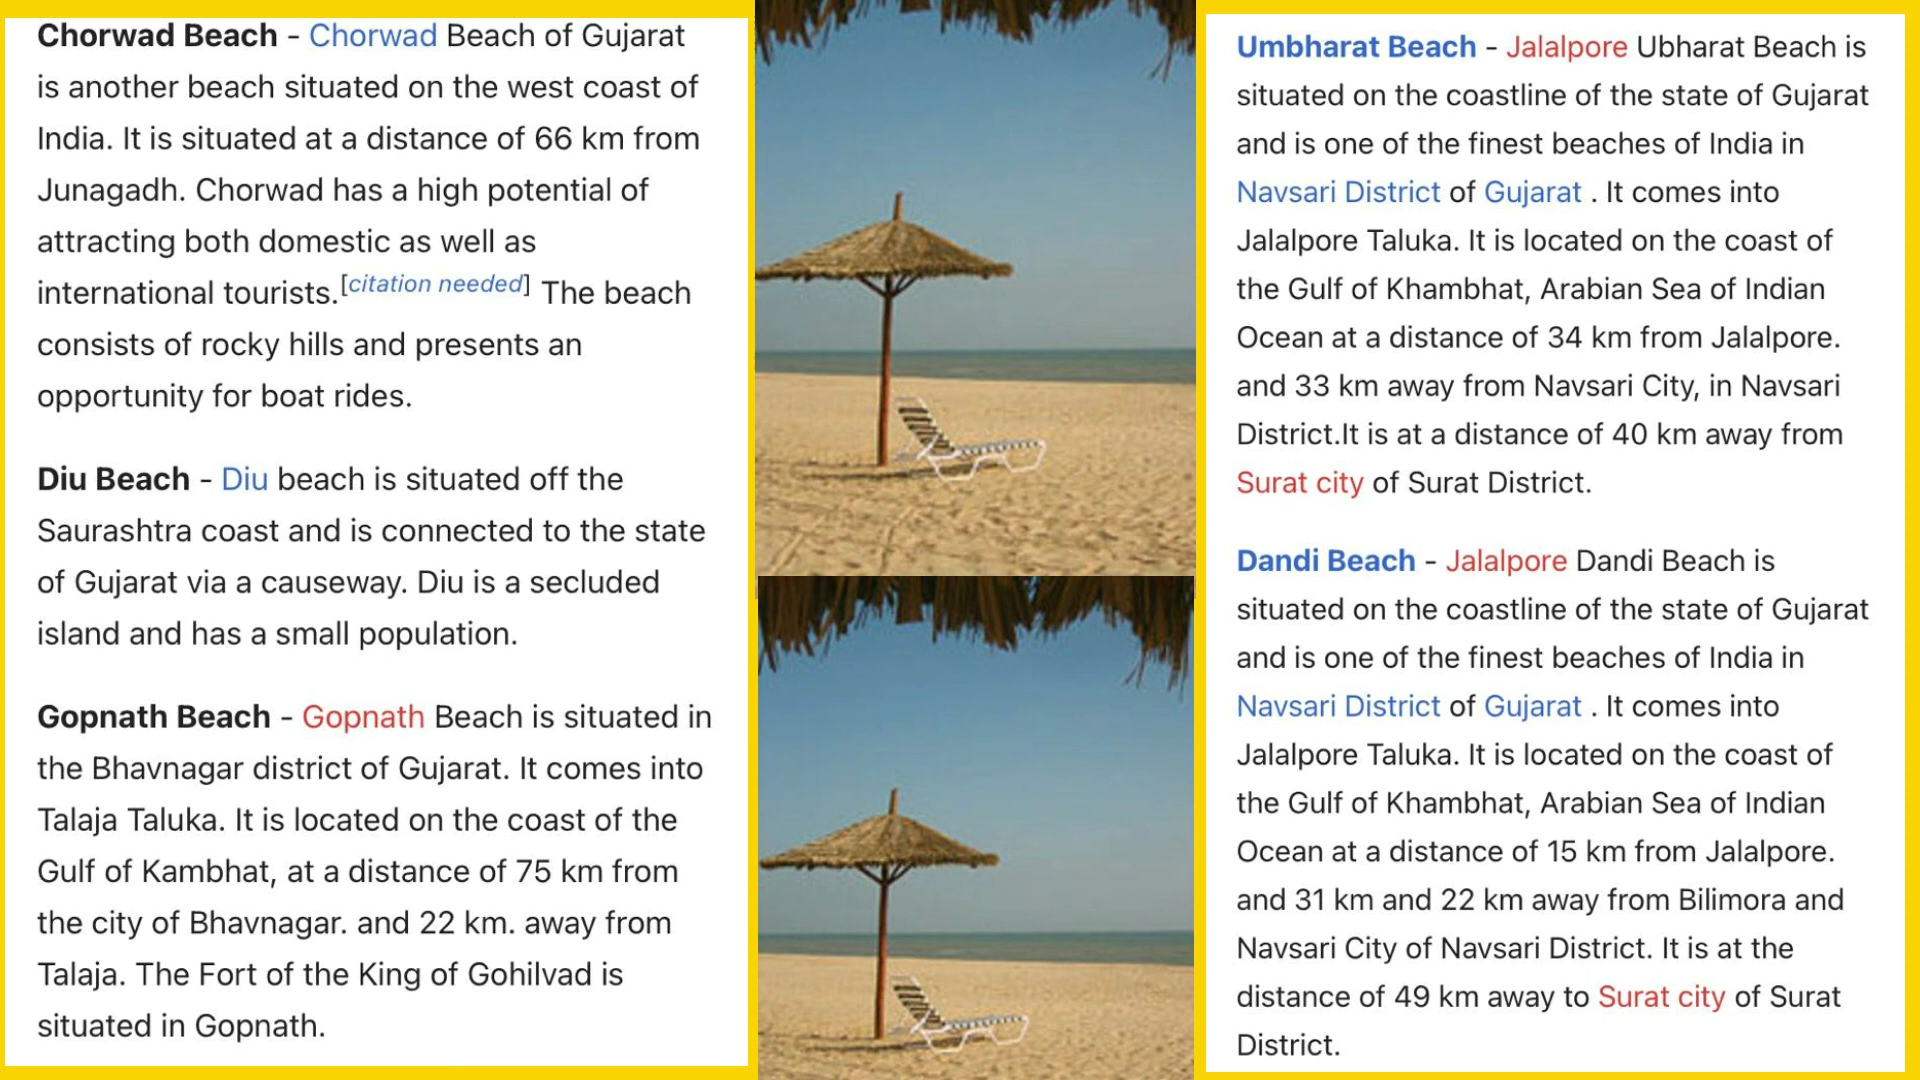 Chorwad Beach - Chorwad Beach of Gujarat
is another beach situated on the west coast of
India. It is situated at a distance of 66 km from
Junagadh. Chorwad has a high potential of
attracting both domestic as well as
international tourists.[citation needed] The beach
consists of rocky hills and presents an
opportunity for boat rides.
Diu Beach - Diu beach is situated off the
Saurashtra coast and is connected to the state
of Gujarat via a causeway. Diu is a secluded
island and has a small population.
Gopnath Beach - Gopnath Beach is situated in
the Bhavnagar district of Gujarat. It comes into
Talaja Taluka. It is located on the coast of the
Gulf of Kambhat, at a distance of 75 km from
the city of Bhavnagar. and 22 km. away from
Talaja. The Fort of the King of Gohilvad is
situated in Gopnath.
Umbharat Beach - Jalalpore Ubharat Beach is
situated on the coastline of the state of Gujarat
and is one of the finest beaches of India in
Navsari District of Gujarat . It comes into
Jalalpore Taluka. It is located on the coast of
the Gulf of Khambhat, Arabian Sea of Indian
Ocean at a distance of 34 km from Jalalpore.
and 33 km away from Navsari City, in Navsari
District.It is at a distance of 40 km away from
Surat city of Surat District.
Dandi Beach - Jalalpore Dandi Beach is
situated on the coastline of the state of Gujarat
and is one of the finest beaches of India in
Navsari District of Gujarat . It comes into
Jalalpore Taluka. It is located on the coast of
the Gulf of Khambhat, Arabian Sea of Indian
Ocean at a distance of 15 km from Jalalpore.
and 31 km and 22 km away from Bilimora and
Navsari City of Navsari District. It is at the
distance of 49 km away to Surat city of Surat
District.